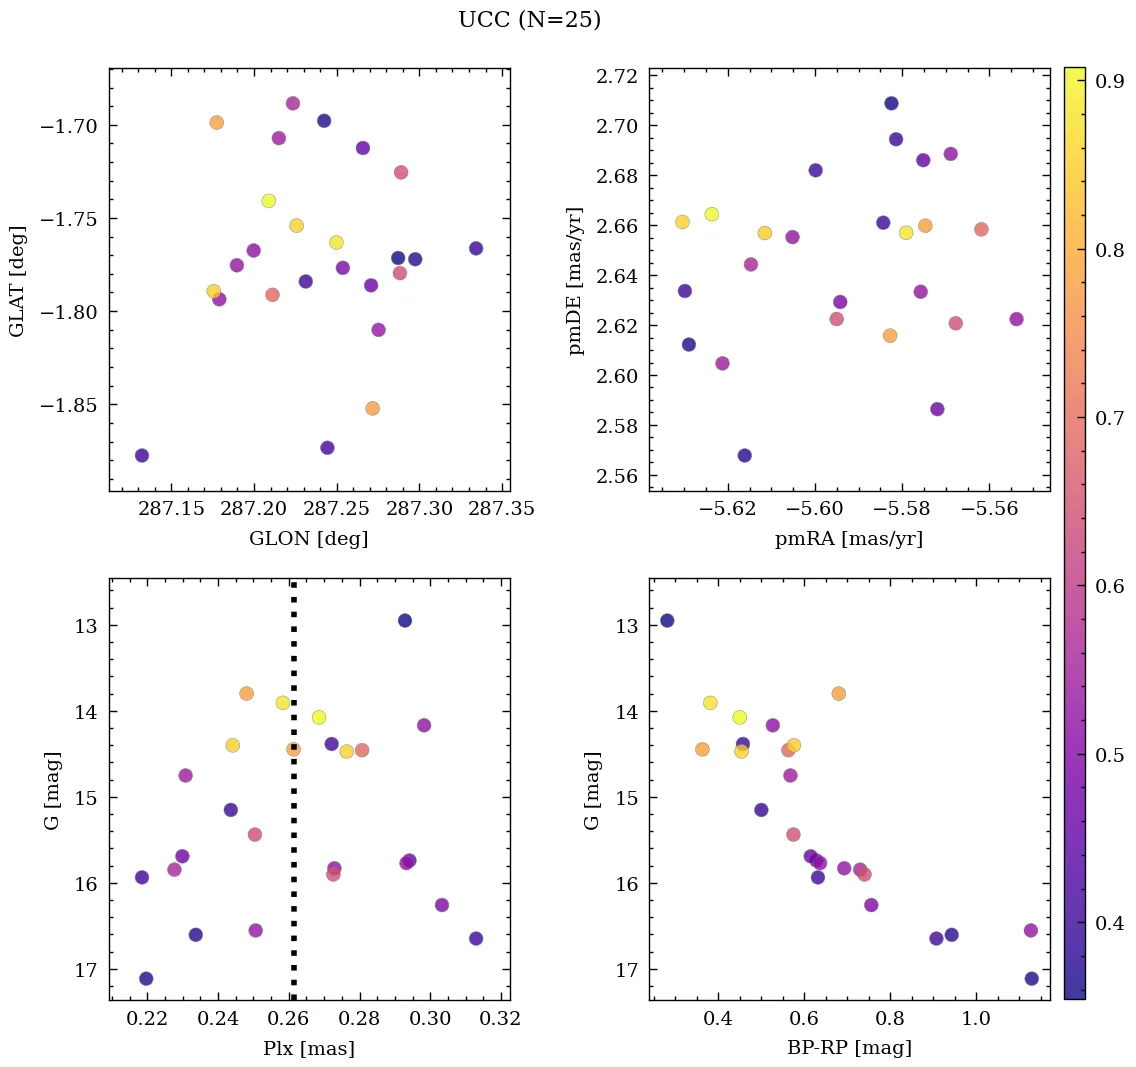 UCC (N=25)
−1.70
−1.75
−1.80
−1.85
GLAT [deg]
287.15 287.20 287.25 287.30 287.35
GLON [deg]
2.72
2.70
2.68
2.66
2.64
2.62
2.60
2.58
2.56
pmDE [mas/yr]
−5.62 −5.60 −5.58 −5.56
pmRA [mas/yr]
13
14
15
16
17
G [mag]
0.22 0.24 0.26 0.28 0.30 0.32
Plx [mas]
13
14
15
16
17
G [mag]
0.4 0.6 0.8 1.0
BP-RP [mag]
0.9
0.8
0.7
0.6
0.5
0.4